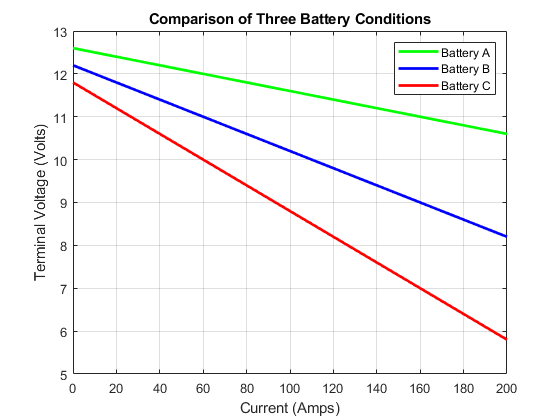 Comparison of Three Battery Conditions
13
12
11
10
9
8
7
6
5
Terminal Voltage (Volts)
Battery A
Battery B
Battery C
0 20 40 60 80 100 120 140 160 180 200
Current (Amps)